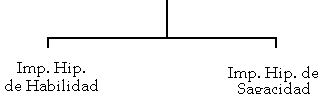 Imp. Hip.
de Habilidad
Imp. Hip. de
Sagacidad